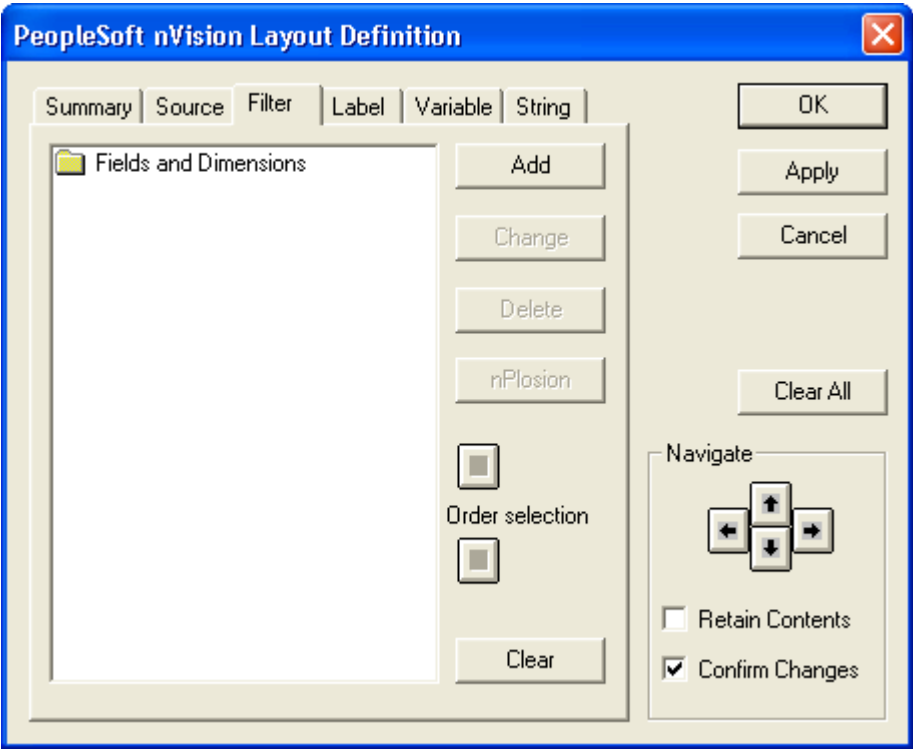 PeopleSoft nVision Layout Definition
Summary Source Filter Label Variable String
OK
Fields and Dimensions
Add
Apply
Change
Cancel
Delete
nPlosion
Clear All
Navigate
Order selection
Retain Contents
Clear
Confirm Changes